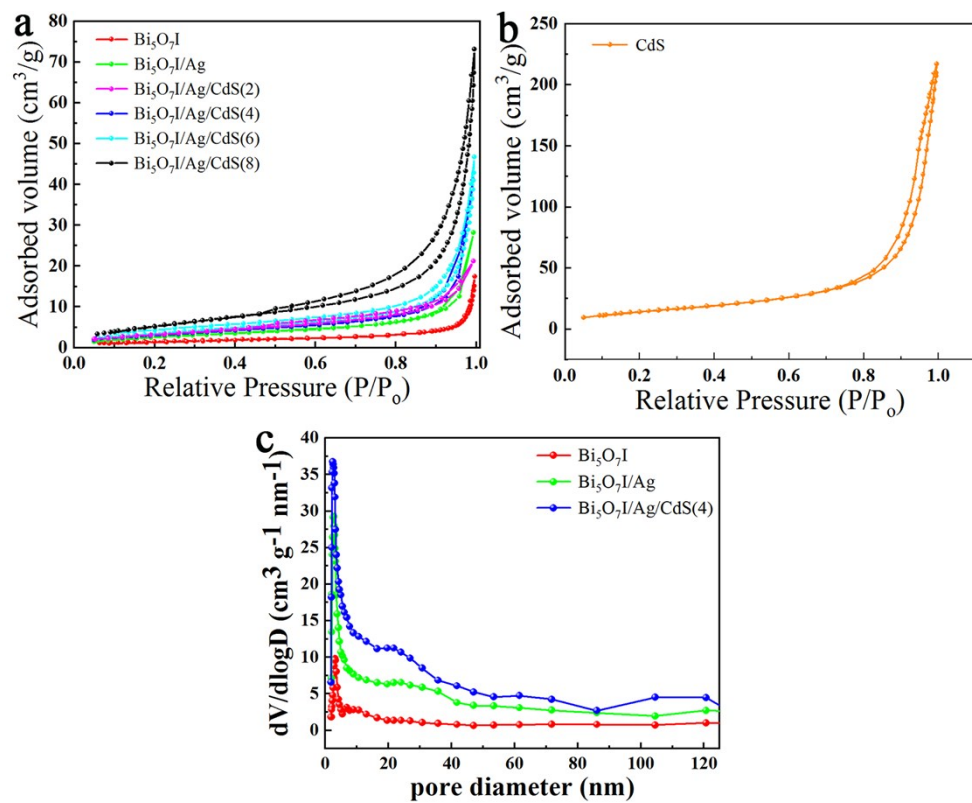 a
Adsorbed volume (cm³/g)
80
70
60
50
40
30
20
10
0
Bi₅O₇I
Bi₅O₇I/Ag
Bi₅O₇I/Ag/CdS(2)
Bi₅O₇I/Ag/CdS(4)
Bi₅O₇I/Ag/CdS(6)
Bi₅O₇I/Ag/CdS(8)
0.0 0.2 0.4 0.6 0.8 1.0
Relative Pressure (P/Pₒ)
b
Adsorbed volume (cm³/g)
250
200
150
100
50
0
CdS
0.0 0.2 0.4 0.6 0.8 1.0
Relative Pressure (P/Pₒ)
c
dV/dlogD (cm³ g-1 nm-1)
40
35
30
25
20
15
10
5
0
Bi₅O₇I
Bi₅O₇I/Ag
Bi₅O₇I/Ag/CdS(4)
0 20 40 60 80 100 120
pore diameter (nm)